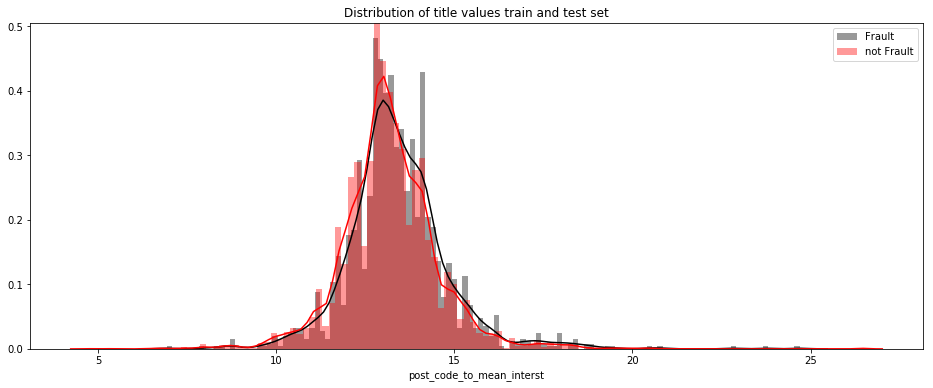 Distribution of title values train and test set
Frault
not Frault
0.5
0.4
0.3
0.2
0.1
0.0
5
10
15
20
25
post_code_to_mean_interst